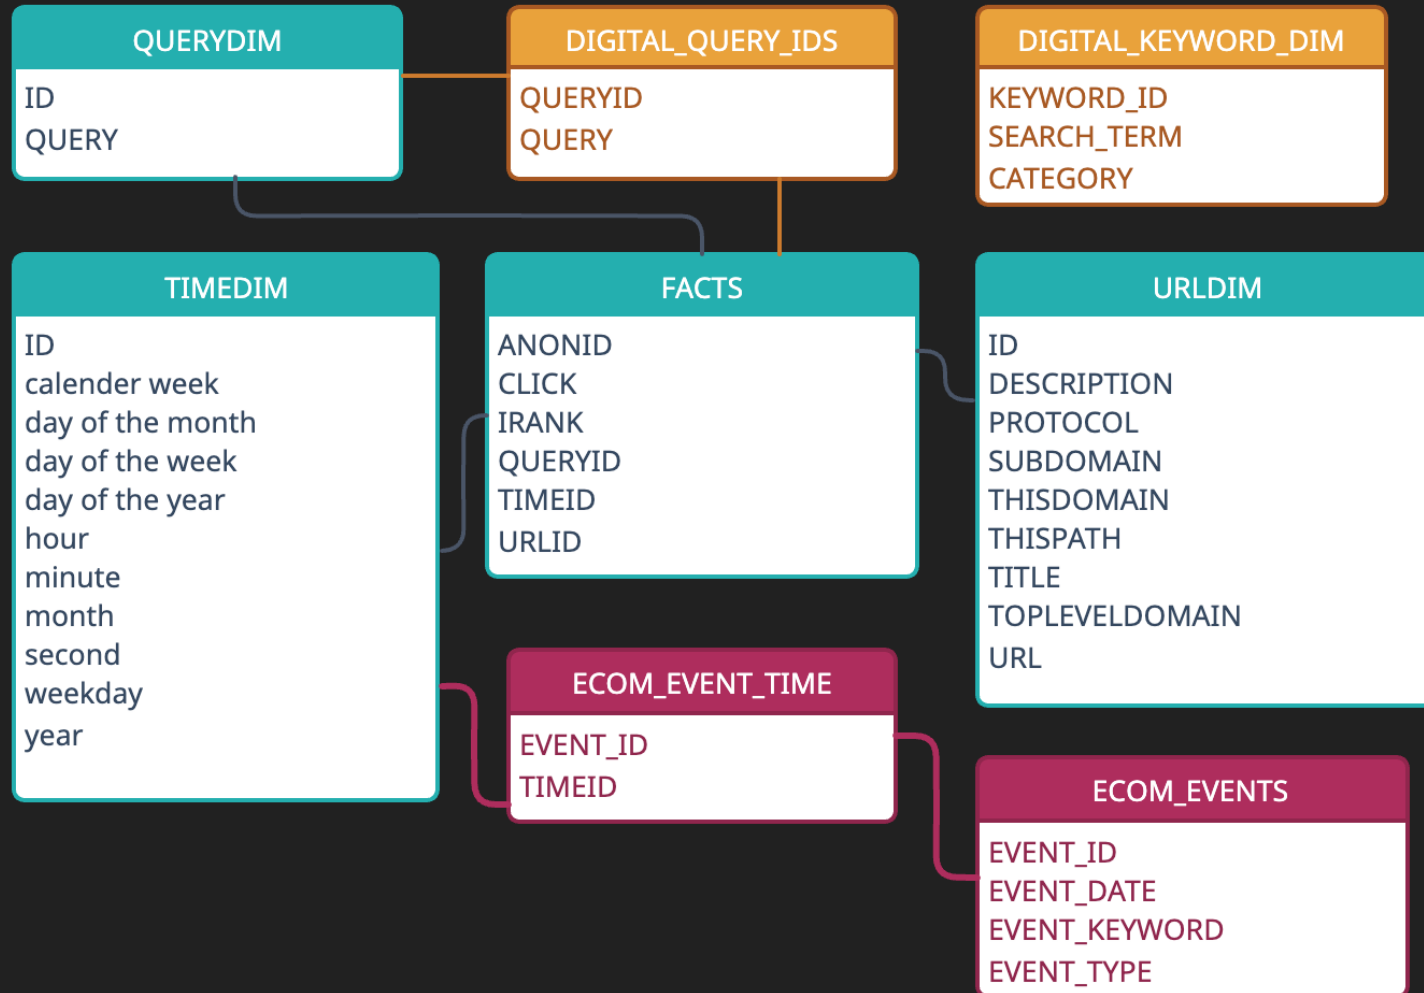 QUERYDIM
ID
QUERY
DIGITAL_QUERY_IDS
QUERYID
QUERY
DIGITAL_KEYWORD_DIM
KEYWORD_ID
SEARCH_TERM
CATEGORY
TIMEDIM
ID
calender week
day of the month
day of the week
day of the year
hour
minute
month
second
weekday
year
FACTS
ANONID
CLICK
IRANK
QUERYID
TIMEID
URLID
URLDIM
ID
DESCRIPTION
PROTOCOL
SUBDOMAIN
THISDOMAIN
THISPATH
TITLE
TOPLEVELDOMAIN
URL
ECOM_EVENT_TIME
EVENT_ID
TIMEID
ECOM_EVENTS
EVENT_ID
EVENT_DATE
EVENT_KEYWORD
EVENT_TYPE